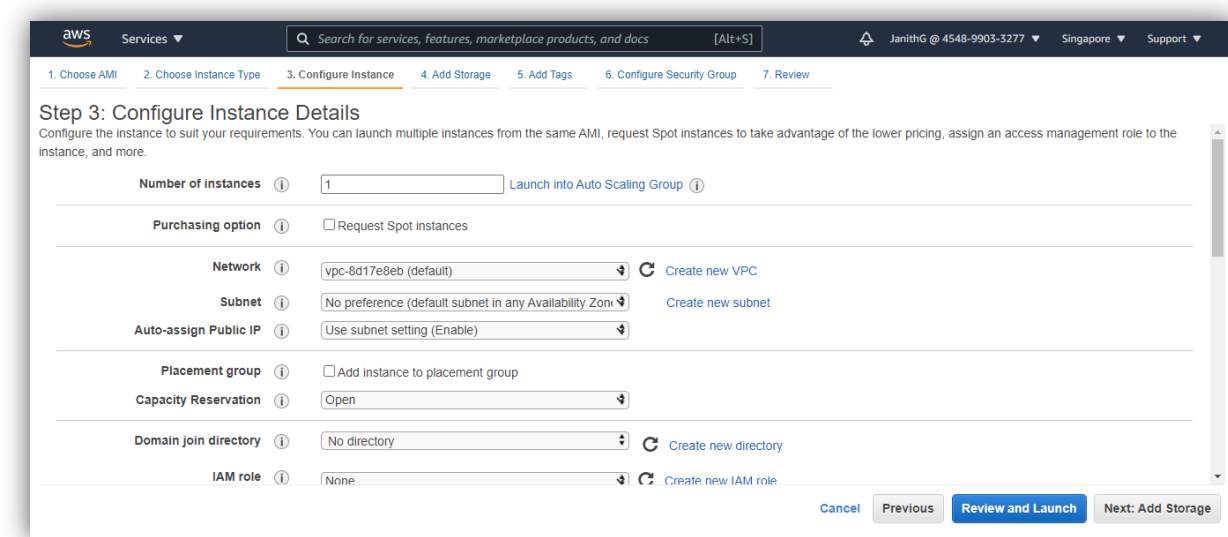 aws Services ▼ Search for services, features, marketplace products, and docs [Alt+S] JanithG @ 4548-9903-3277 ▼ Singapore ▼ Support ▼
1. Choose AMI 2. Choose Instance Type 3. Configure Instance 4. Add Storage 5. Add Tags 6. Configure Security Group 7. Review
Step 3: Configure Instance Details
Configure the instance to suit your requirements. You can launch multiple instances from the same AMI, request Spot instances to take advantage of the lower pricing, assign an access management role to the
instance, and more.
Number of instances i 1 Launch into Auto Scaling Group i
Purchasing option i Request Spot instances
Network i vpc-8d17e8eb (default) Create new VPC
Subnet i No preference (default subnet in any Availability Zone Create new subnet
Auto-assign Public IP i Use subnet setting (Enable)
Placement group i Add instance to placement group
Capacity Reservation i Open
Domain join directory i No directory Create new directory
IAM role i None Create new IAM role
Cancel Previous Review and Launch Next: Add Storage